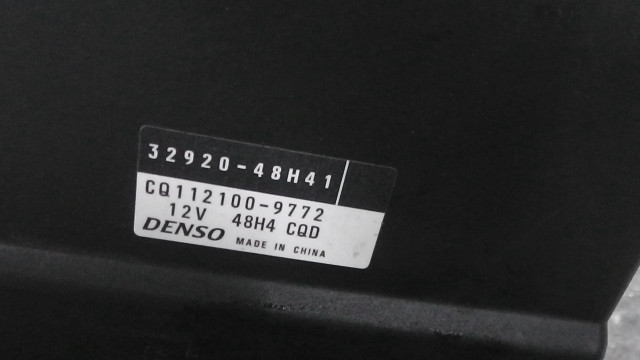 32920-48H41
CQ112100-9772
12V 48H4 CQD
DENSO MADE IN CHINA